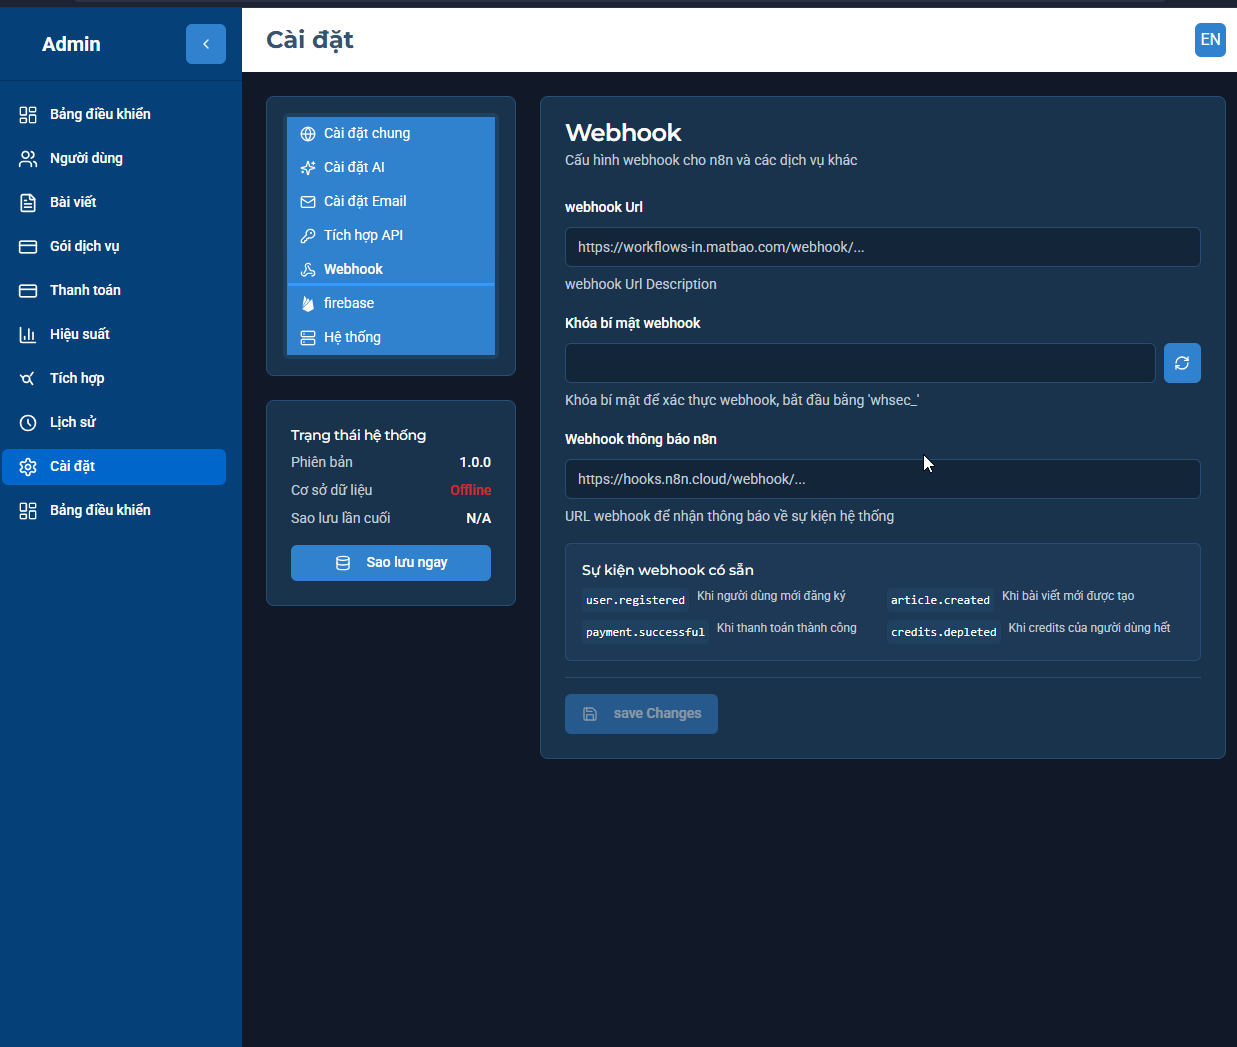 Admin
Bảng điều khiển
Người dùng
Bài viết
Gói dịch vụ
Thanh toán
Hiệu suất
Tích hợp
Lịch sử
Cài đặt
Bảng điều khiển
Cài đặt
EN
Cài đặt chung
Cài đặt AI
Cài đặt Email
Tích hợp API
Webhook
firebase
Hệ thống
Trạng thái hệ thống
Phiên bản 1.0.0
Cơ sở dữ liệu Offline
Sao lưu lần cuối N/A
Sao lưu ngay
Webhook
Cấu hình webhook cho n8n và các dịch vụ khác
webhook Url
https://workflows-in.matbao.com/webhook/...
webhook Url Description
Khóa bí mật webhook
Khóa bí mật để xác thực webhook, bắt đầu bằng 'whsec_'
Webhook thông báo n8n
https://hooks.n8n.cloud/webhook/...
URL webhook để nhận thông báo về sự kiện hệ thống
Sự kiện webhook có sẵn
user.registered Khi người dùng mới đăng ký article.created Khi bài viết mới được tạo
payment.successful Khi thanh toán thành công credits.depleted Khi credits của người dùng hết
save Changes